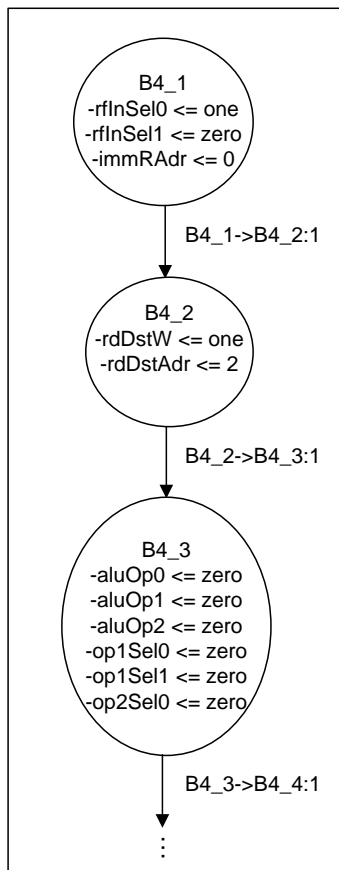 B4_1
-rfInSel0 <= one
-rfInSel1 <= zero
-immRAdr <= 0
B4_1->B4_2:1
B4_2
-rdDstW <= one
-rdDstAdr <= 2
B4_2->B4_3:1
B4_3
-aluOp0 <= zero
-aluOp1 <= zero
-aluOp2 <= zero
-op1Sel0 <= zero
-op1Sel1 <= zero
-op2Sel0 <= zero
B4_3->B4_4:1
...